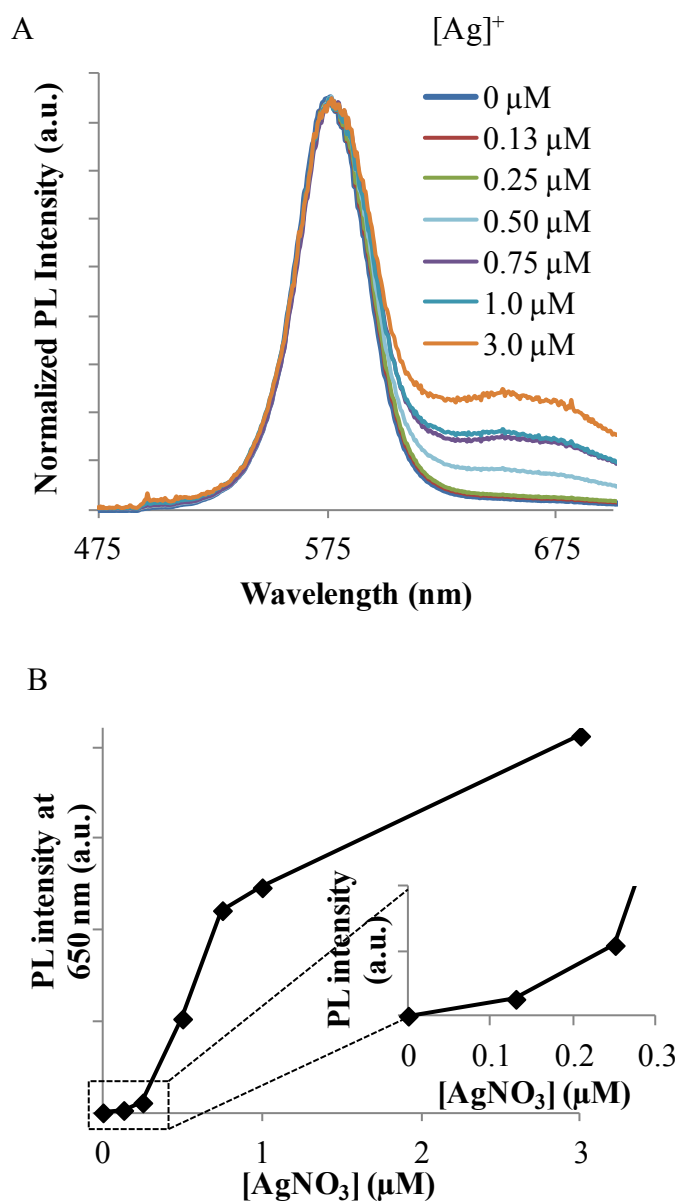 A
[Ag]⁺
0 µM
0.13 µM
0.25 µM
0.50 µM
0.75 µM
1.0 µM
3.0 µM
Normalized PL Intensity (a.u.)
475
575
675
Wavelength (nm)
B
PL intensity at
650 nm (a.u.)
PL intensity
(a.u.)
0
0.1
0.2
0.3
[AgNO₃] (µM)
0
1
2
3
[AgNO₃] (µM)